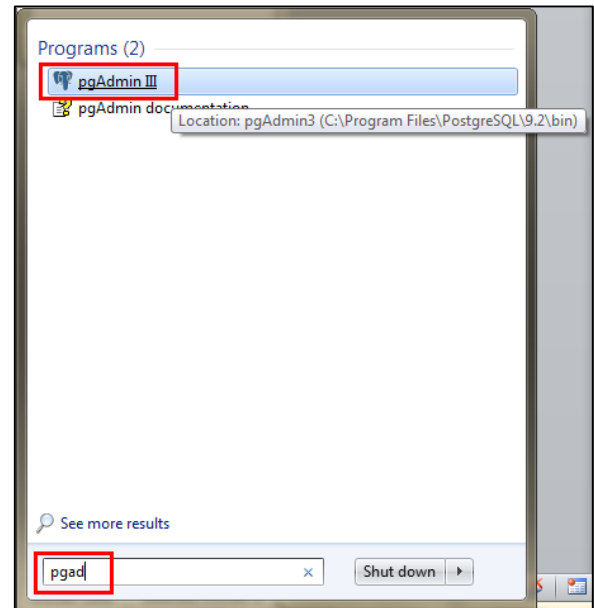 Programs (2)
pgAdmin III
pgAdmin documentation
Location: pgAdmin3 (C:\Program Files\PostgreSQL\9.2\bin)
See more results
pgad
Shut down